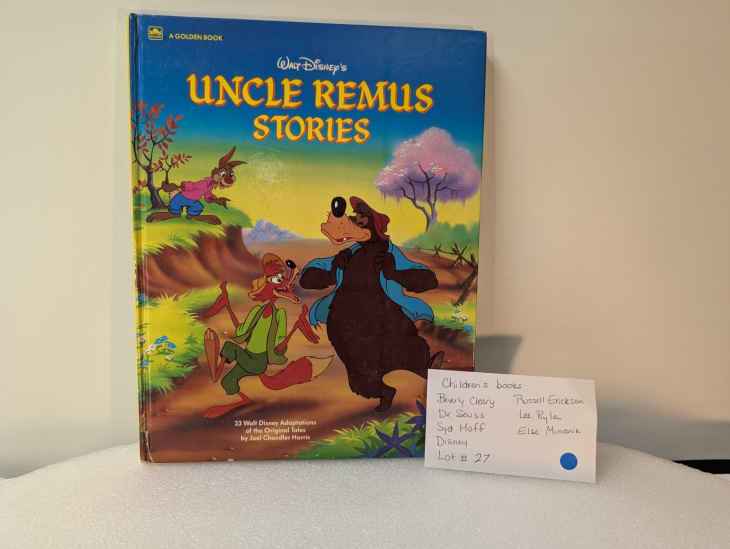 A GOLDEN BOOK
Walt Disney's
UNCLE REMUS
STORIES
23 Walt Disney Adaptations
of the Original Tales
by Joel Chandler Harris
Children's books
Beverly Cleary
Dr Seuss
Syd Hoff
Disney
Lot # 27
Russell Erickson
Lee
Else Minarik